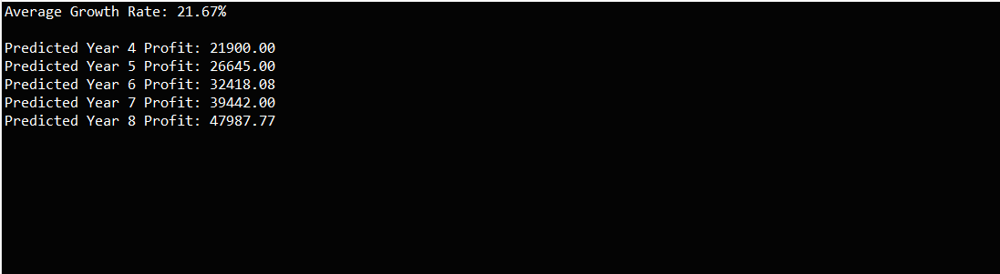 Average Growth Rate: 21.67%
Predicted Year 4 Profit: 21900.00
Predicted Year 5 Profit: 26645.00
Predicted Year 6 Profit: 32418.08
Predicted Year 7 Profit: 39442.00
Predicted Year 8 Profit: 47987.77